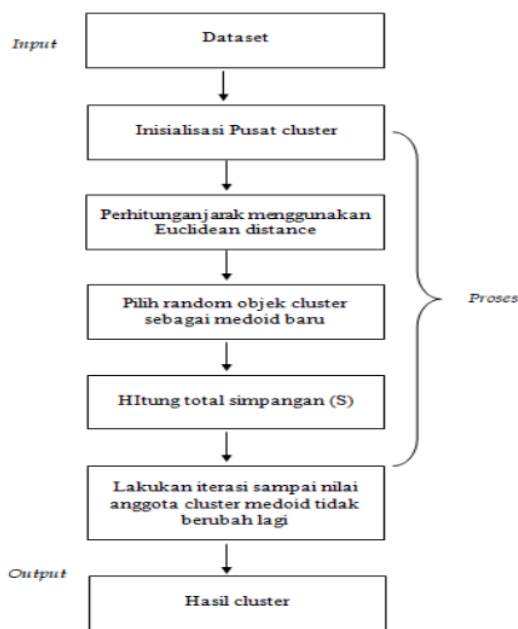 Input
Dataset
Inisialisasi Pusat cluster
Perhitunganjarak menggunakan
Euclidean distance
Pilih random objek cluster
sebagai medoid baru
Proses
HItung total simpangan (S)
Lakukan iterasi sampai nilai
anggota cluster medoid tidak
berubah lagi
Output
Hasil cluster